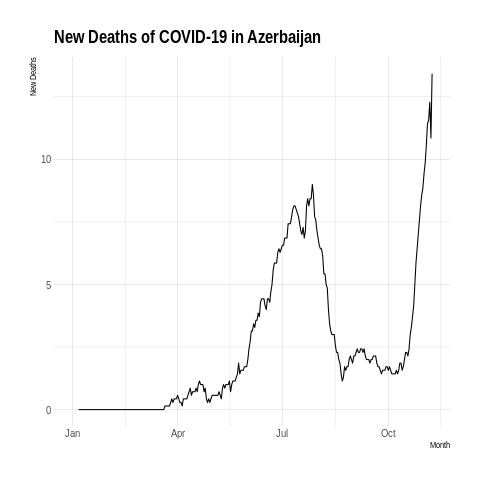 New Deaths of COVID-19 in Azerbaijan
New Deaths
10
5
0
Jan Apr Jul Oct
Month